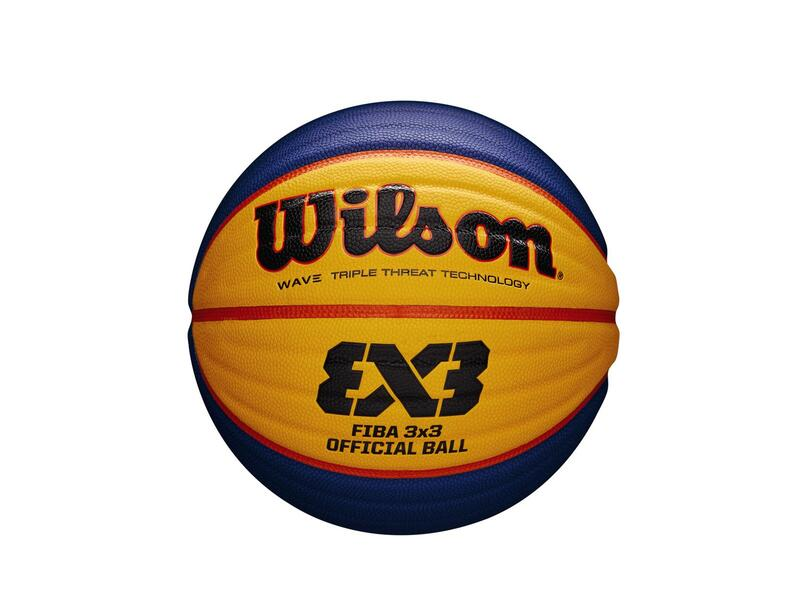 Wilson®
WAVE TRIPLE THREAT TECHNOLOGY
3X3
FIBA 3x3
OFFICIAL BALL